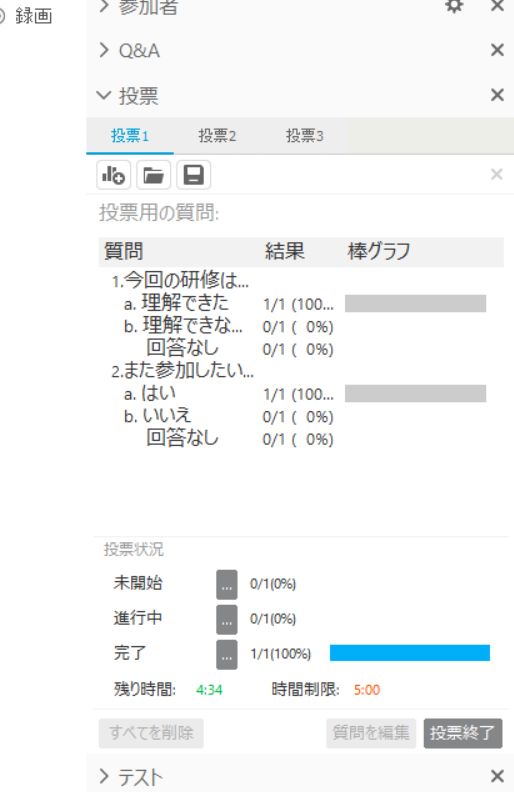 参加者
録画
Q&A
投票
投票1 投票2 投票3
投票用の質問:
質問 結果 棒グラフ
1.今回の研修は...
a. 理解できた 1/1 (100...
b. 理解できな... 0/1 ( 0%)
回答なし 0/1 ( 0%)
2.また参加したい...
a. はい 1/1 (100...
b. いいえ 0/1 ( 0%)
回答なし 0/1 ( 0%)
投票状況
未開始 ... 0/1(0%)
進行中 ... 0/1(0%)
完了 ... 1/1(100%)
残り時間: 4:34 時間制限: 5:00
すべてを削除 質問を編集 投票終了
テスト